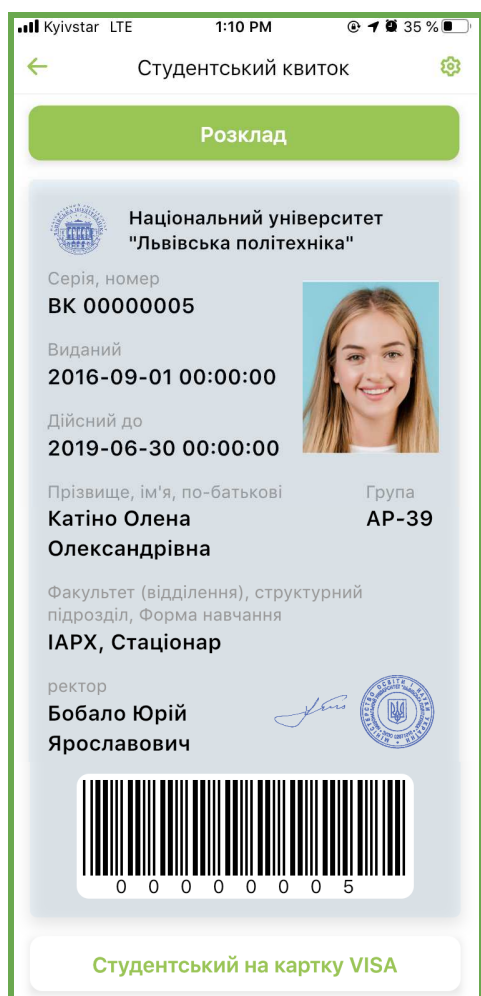 Kyivstar LTE 1:10 PM 35 %
Студентський квиток
Розклад
Національний університет
"Львівська політехніка"
Серія, номер
ВК 00000005
Виданий
2016-09-01 00:00:00
Дійсний до
2019-06-30 00:00:00
Прізвище, ім'я, по-батькові Група
Катіно Олена АР-39
Олександрівна
Факультет (відділення), структурний
підрозділ, Форма навчання
ІАРХ, Стаціонар
ректор
Бобало Юрій
Ярославович
0 0 0 0 0 0 0 5
Студентський на картку VISA